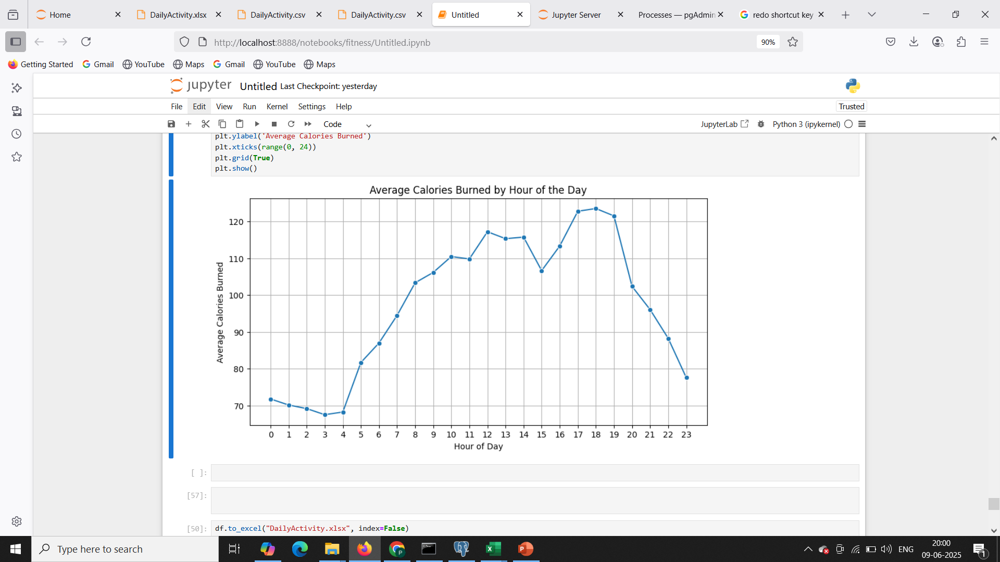 Home
DailyActivity.xlsx
DailyActivity.csv
DailyActivity.csv
Untitled
Jupyter Server
Processes — pgAdmin
redo shortcut key
http://localhost:8888/notebooks/fitness/Untitled.ipynb
90%
Getting Started
Gmail
YouTube
Maps
Gmail
YouTube
Maps
jupyter
Untitled
Last Checkpoint: yesterday
File
Edit
View
Run
Kernel
Settings
Help
Trusted
Code
JupyterLab
Python 3 (ipykernel)
plt.ylabel('Average Calories Burned')
plt.xticks(range(0, 24))
plt.grid(True)
plt.show()
Average Calories Burned by Hour of the Day
Average Calories Burned
120
110
100
90
80
70
0 1 2 3 4 5 6 7 8 9 10 11 12 13 14 15 16 17 18 19 20 21 22 23
Hour of Day
[ ]:
[57]:
[50]:
df.to_excel("DailyActivity.xlsx", index=False)
Type here to search
P
ENG
20:00
09-06-2025
1